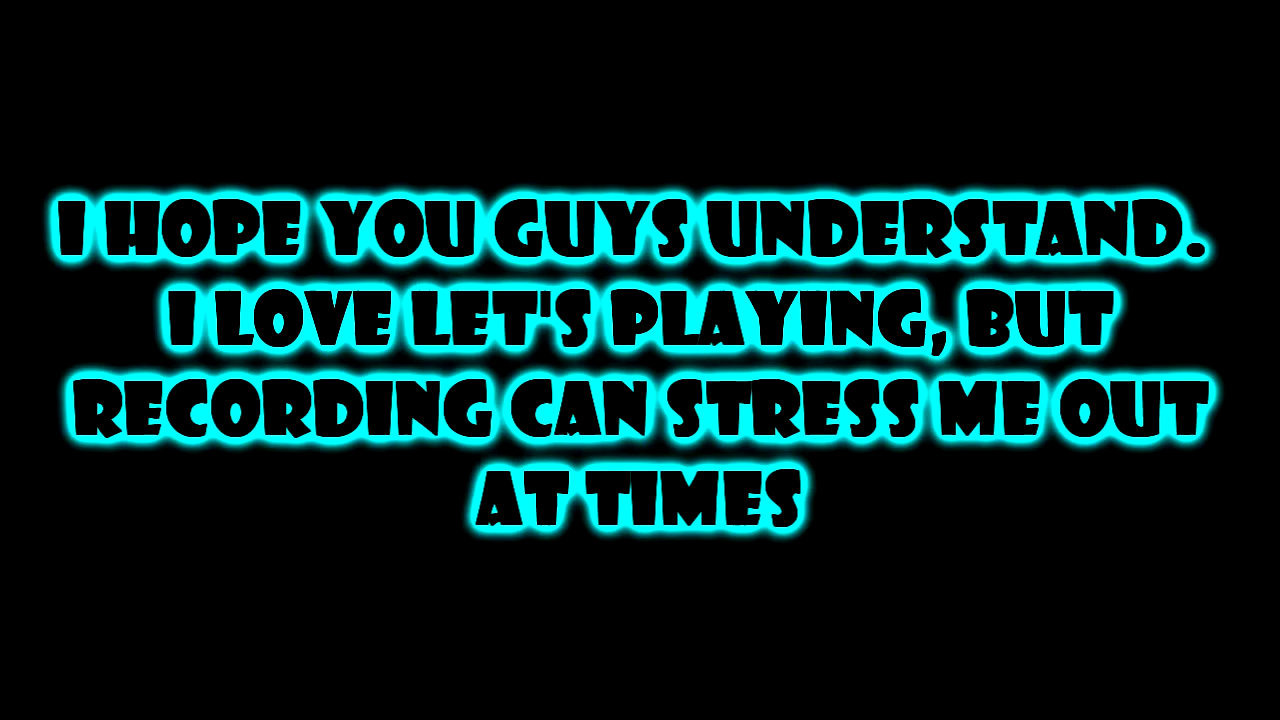 I HOPE YOU GUYS UNDERSTAND.
I LOVE LET'S PLAYING, BUT
RECORDING CAN STRESS ME OUT
AT TIMES